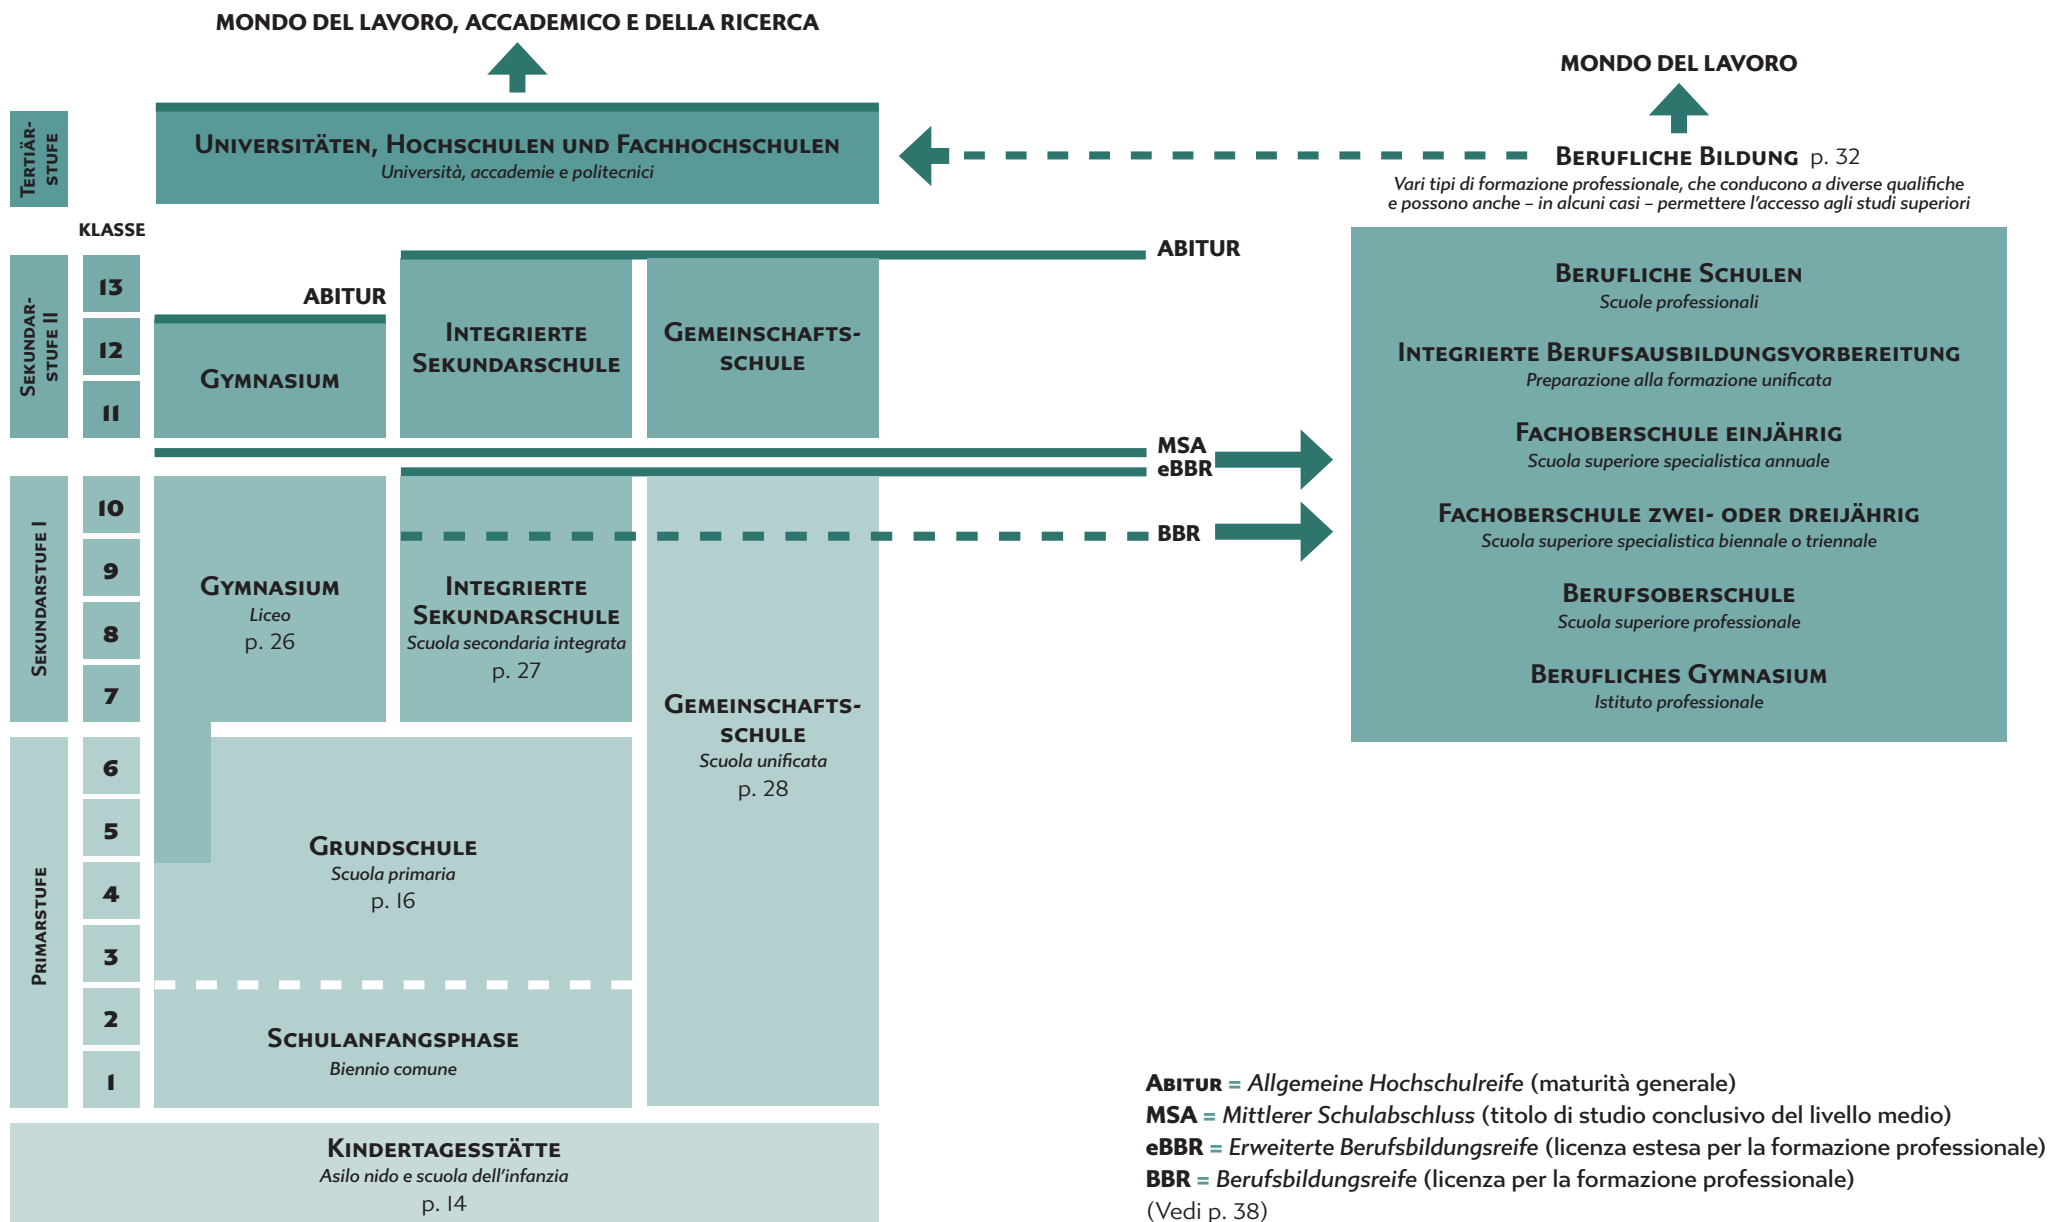 MONDO DEL LAVORO, ACCADEMICO E DELLA RICERCA
TERTIÄR-
STUFE
UNIVERSITÄTEN, HOCHSCHULEN UND FACHHOCHSCHULEN
Università, accademie e politecnici
MONDO DEL LAVORO
BERUFLICHE BILDUNG p. 32
Vari tipi di formazione professionale, che conducono a diverse qualifiche
e possono anche – in alcuni casi – permettere l'accesso agli studi superiori
KLASSE
SEKUNDAR-
STUFE II
13
12
11
ABITUR
GYMNASIUM
INTEGRIERTE
SEKUNDARSCHULE
GEMEINSCHAFTS-
SCHULE
ABITUR
MSA
eBBR
BBR
SEKUNDARSTUFE I
10
9
8
7
GYMNASIUM
Liceo
p. 26
INTEGRIERTE
SEKUNDARSCHULE
Scuola secondaria integrata
p. 27
GEMEINSCHAFTS-
SCHULE
Scuola unificata
p. 28
PRIMARSTUFE
6
5
4
3
2
1
GRUNDSCHULE
Scuola primaria
p. 16
SCHULANFANGSPHASE
Biennio comune
KINDERTAGESSTÄTTE
Asilo nido e scuola dell'infanzia
p. 14
BERUFLICHE SCHULEN
Scuole professionali
INTEGRIERTE BERUFSAUSBILDUNGSVORBEREITUNG
Preparazione alla formazione unificata
FACHOBERSCHULE EINJÄHRIG
Scuola superiore specialistica annuale
FACHOBERSCHULE ZWEI- ODER DREIJÄHRIG
Scuola superiore specialistica biennale o triennale
BERUFSOBERSCHULE
Scuola superiore professionale
BERUFLICHES GYMNASIUM
Istituto professionale
ABITUR = Allgemeine Hochschulreife (maturità generale)
MSA = Mittlerer Schulabschluss (titolo di studio conclusivo del livello medio)
eBBR = Erweiterte Berufsbildungsreife (licenza estesa per la formazione professionale)
BBR = Berufsbildungsreife (licenza per la formazione professionale)
(Vedi p. 38)